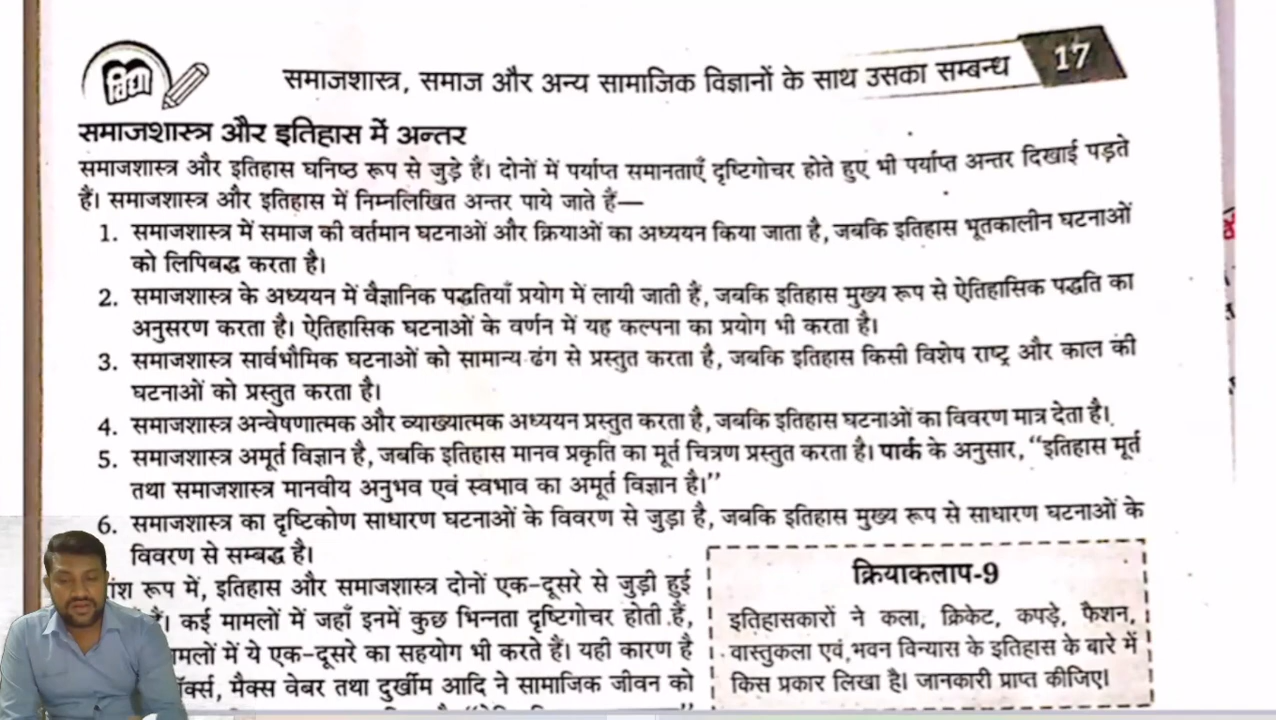 विद्या
समाजशास्त्र, समाज और अन्य सामाजिक विज्ञानों के साथ उसका सम्बन्ध
17
समाजशास्त्र और इतिहास में अन्तर
समाजशास्त्र और इतिहास घनिष्ठ रूप से जुड़े हैं। दोनों में पर्याप्त समानताएँ दृष्टिगोचर होते हुए भी पर्याप्त अन्तर दिखाई पड़ते
हैं। समाजशास्त्र और इतिहास में निम्नलिखित अन्तर पाये जाते हैं—
1. समाजशास्त्र में समाज की वर्तमान घटनाओं और क्रियाओं का अध्ययन किया जाता है, जबकि इतिहास भूतकालीन घटनाओं
को लिपिबद्ध करता है।
2. समाजशास्त्र के अध्ययन में वैज्ञानिक पद्धतियाँ प्रयोग में लायी जाती हैं, जबकि इतिहास मुख्य रूप से ऐतिहासिक पद्धति का
अनुसरण करता है। ऐतिहासिक घटनाओं के वर्णन में यह कल्पना का प्रयोग भी करता है।
3. समाजशास्त्र सार्वभौमिक घटनाओं को सामान्य ढंग से प्रस्तुत करता है, जबकि इतिहास किसी विशेष राष्ट्र और काल की
घटनाओं को प्रस्तुत करता है।
4. समाजशास्त्र अन्वेषणात्मक और व्याख्यात्मक अध्ययन प्रस्तुत करता है, जबकि इतिहास घटनाओं का विवरण मात्र देता है।
5. समाजशास्त्र अमूर्त विज्ञान है, जबकि इतिहास मानव प्रकृति का मूर्त चित्रण प्रस्तुत करता है। पार्क के अनुसार, “इतिहास मूर्त
तथा समाजशास्त्र मानवीय अनुभव एवं स्वभाव का अमूर्त विज्ञान है।”
6. समाजशास्त्र का दृष्टिकोण साधारण घटनाओं के विवरण से जुड़ा है, जबकि इतिहास मुख्य रूप से साधारण घटनाओं के
विवरण से सम्बद्ध है।
रूप में, इतिहास और समाजशास्त्र दोनों एक-दूसरे से जुड़ी हुई
कई मामलों में जहाँ इनमें कुछ भिन्नता दृष्टिगोचर होती है,
में ये एक-दूसरे का सहयोग भी करते हैं। यही कारण है
मैक्स वेबर तथा दुर्खीम आदि ने सामाजिक जीवन को
क्रियाकलाप-9
इतिहासकारों ने कला, क्रिकेट, कपड़े, फैशन,
वास्तुकला एवं भवन विन्यास के इतिहास के बारे में
किस प्रकार लिखा है। जानकारी प्राप्त कीजिए।